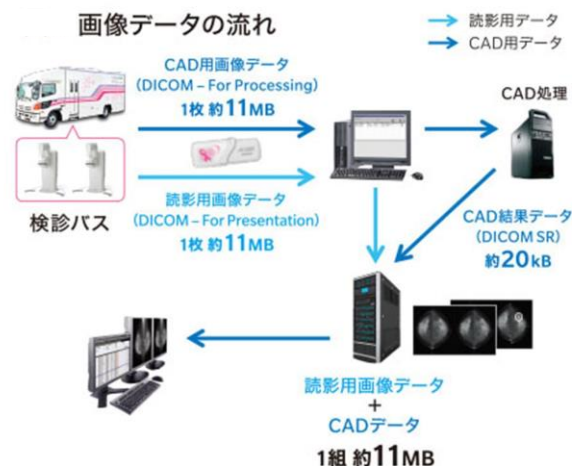 画像データの流れ
読影用データ
CAD用データ
CAD用画像データ
(DICOM – For Processing)
1枚 約11MB
CAD処理
読影用画像データ
(DICOM – For Presentation)
1枚 約11MB
検診バス
CAD結果データ
(DICOM SR)
約20kB
読影用画像データ
+
CADデータ
1組 約11MB